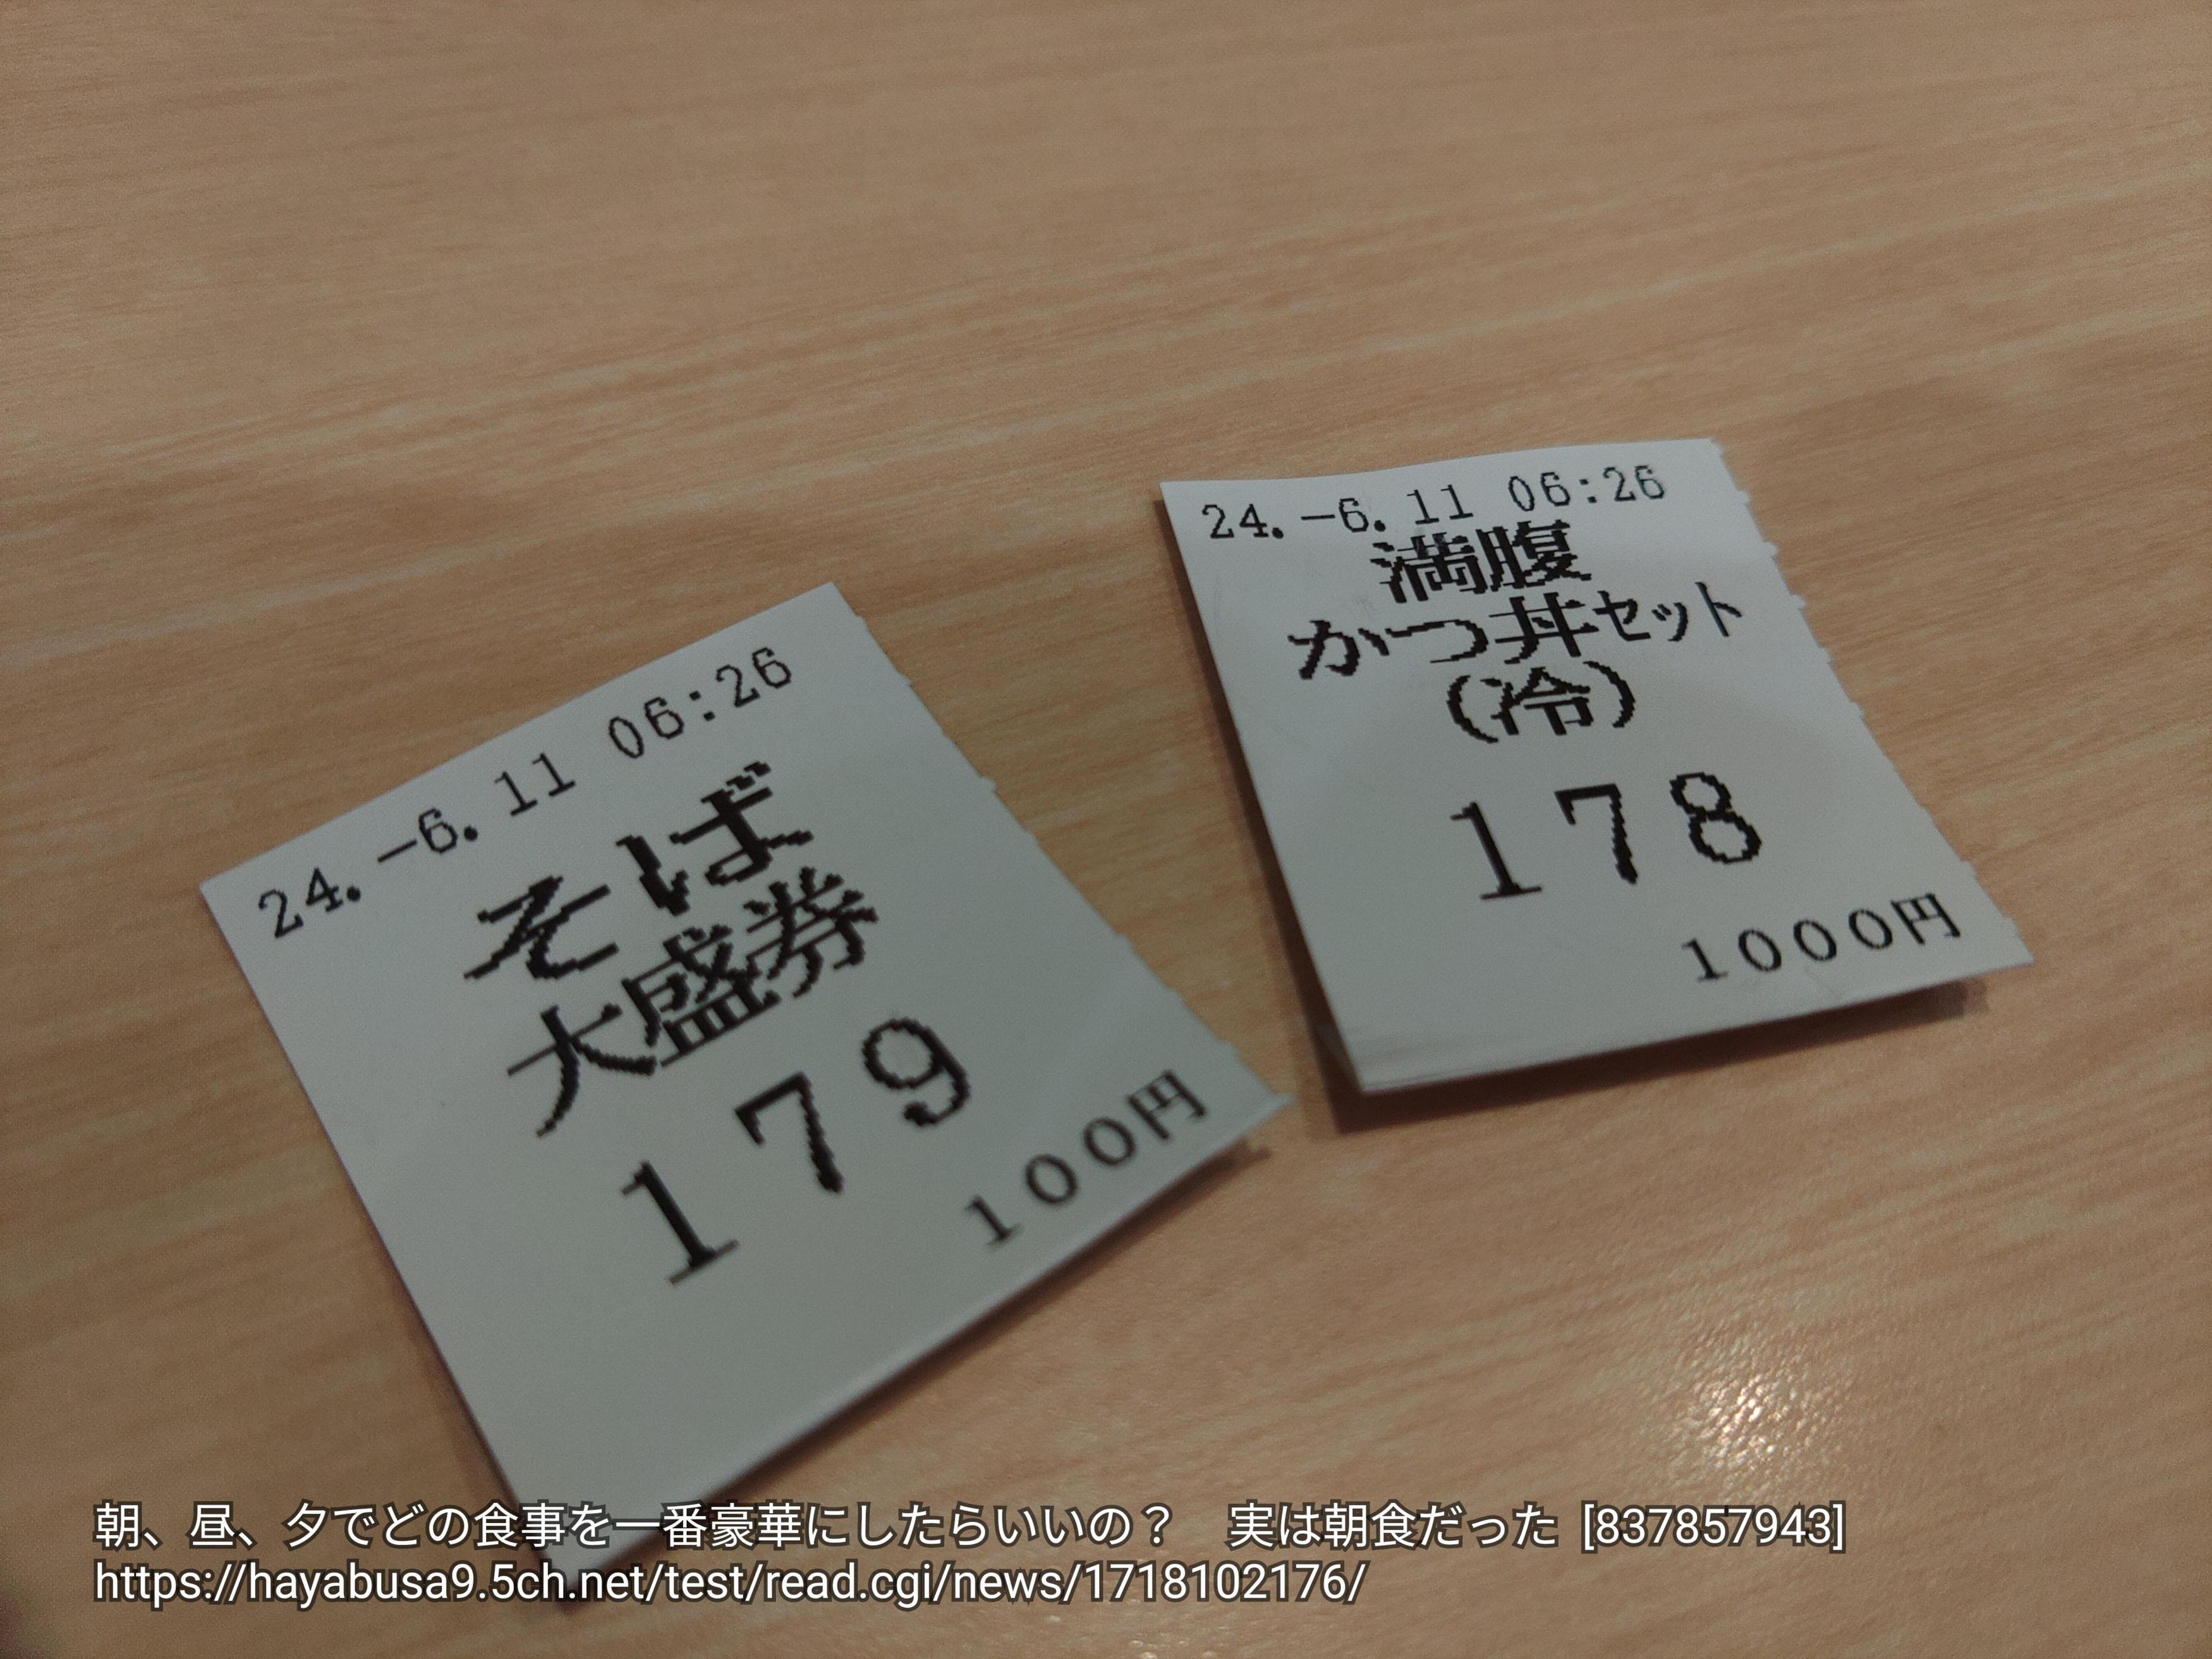 24.-6.11 06:26
そば
大盛券
179
100円
24.-6.11 06:26
満腹
かつ丼セット
(冷)
178
1000円
朝、昼、夕でどの食事を一番豪華にしたらいいの？　実は朝食だった [837857943]
https://hayabusa9.5ch.net/test/read.cgi/news/1718102176/